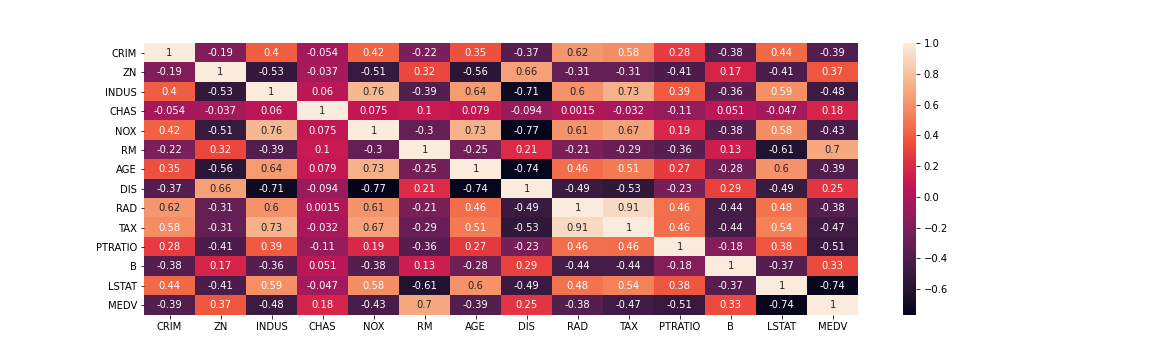 CRIM 1 -0.19 0.4 -0.054 0.42 -0.22 0.35 -0.37 0.62 0.58 0.28 -0.38 0.44 -0.39 1.0
ZN -0.19 1 -0.53 -0.037 -0.51 0.32 -0.56 0.66 -0.31 -0.31 -0.41 0.17 -0.41 0.37 0.8
INDUS 0.4 -0.53 1 0.06 0.76 -0.39 0.64 -0.71 0.6 0.73 0.39 -0.36 0.59 -0.48
CHAS -0.054 -0.037 0.06 1 0.075 0.1 0.079 -0.094 0.0015 -0.032 -0.11 0.051 -0.047 0.18 0.6
NOX 0.42 -0.51 0.76 0.075 1 -0.3 0.73 -0.77 0.61 0.67 0.19 -0.38 0.58 -0.43 0.4
RM -0.22 0.32 -0.39 0.1 -0.3 1 -0.25 0.21 -0.21 -0.29 -0.36 0.13 -0.61 0.7
AGE 0.35 -0.56 0.64 0.079 0.73 -0.25 1 -0.74 0.46 0.51 0.27 -0.28 0.6 -0.39 0.2
DIS -0.37 0.66 -0.71 -0.094 -0.77 0.21 -0.74 1 -0.49 -0.53 -0.23 0.29 -0.49 0.25 0.0
RAD 0.62 -0.31 0.6 0.0015 0.61 -0.21 0.46 -0.49 1 0.91 0.46 -0.44 0.48 -0.38
TAX 0.58 -0.31 0.73 -0.032 0.67 -0.29 0.51 -0.53 0.91 1 0.46 -0.44 0.54 -0.47 −0.2
PTRATIO 0.28 -0.41 0.39 -0.11 0.19 -0.36 0.27 -0.23 0.46 0.46 1 -0.18 0.38 -0.51
B -0.38 0.17 -0.36 0.051 -0.38 0.13 -0.28 0.29 -0.44 -0.44 -0.18 1 -0.37 0.33 −0.4
LSTAT 0.44 -0.41 0.59 -0.047 0.58 -0.61 0.6 -0.49 0.48 0.54 0.38 -0.37 1 -0.74 −0.6
MEDV -0.39 0.37 -0.48 0.18 -0.43 0.7 -0.39 0.25 -0.38 -0.47 -0.51 0.33 -0.74 1
CRIM ZN INDUS CHAS NOX RM AGE DIS RAD TAX PTRATIO B LSTAT MEDV